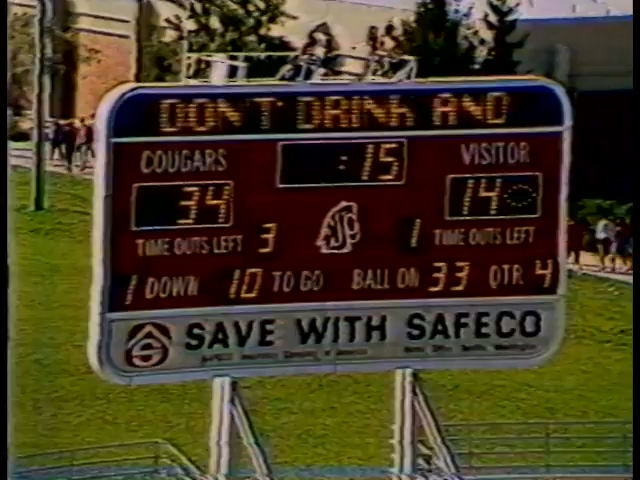 DON'T DRINK AND
COUGARS :15 VISITOR
34 14
TIME OUTS LEFT 3 1 TIME OUTS LEFT
1 DOWN 10 TO GO BALL ON 33 QTR 4
SAVE WITH SAFECO